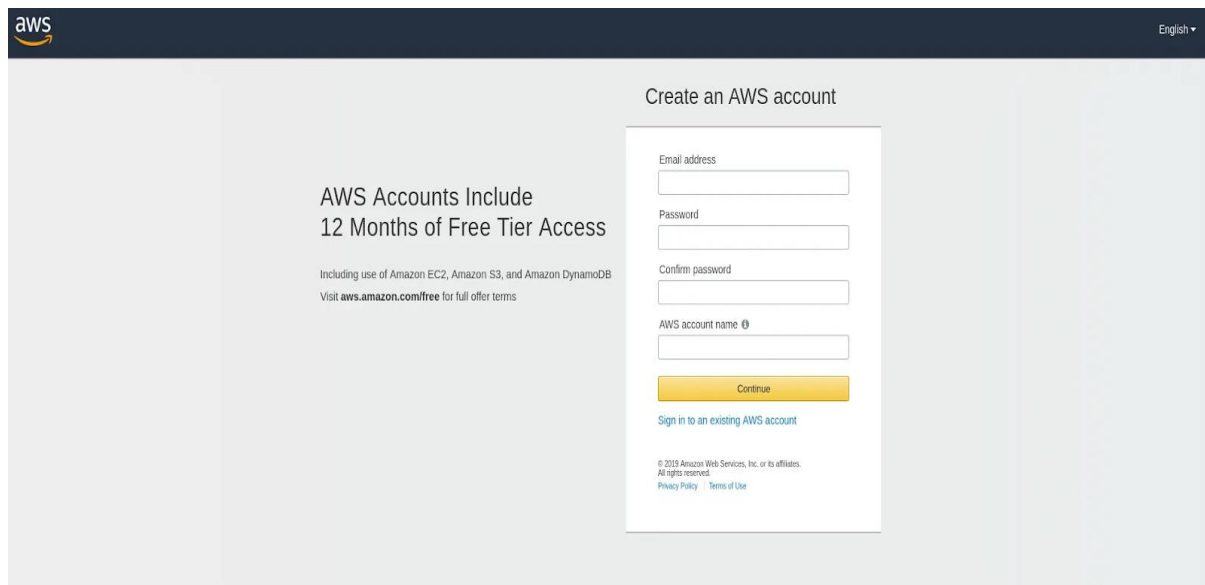 aws
English
Create an AWS account
AWS Accounts Include
12 Months of Free Tier Access
Including use of Amazon EC2, Amazon S3, and Amazon DynamoDB
Visit aws.amazon.com/free for full offer terms
Email address
Password
Confirm password
AWS account name
Continue
Sign in to an existing AWS account
© 2019 Amazon Web Services, Inc. or its affiliates.
All rights reserved.
Privacy Policy | Terms of Use